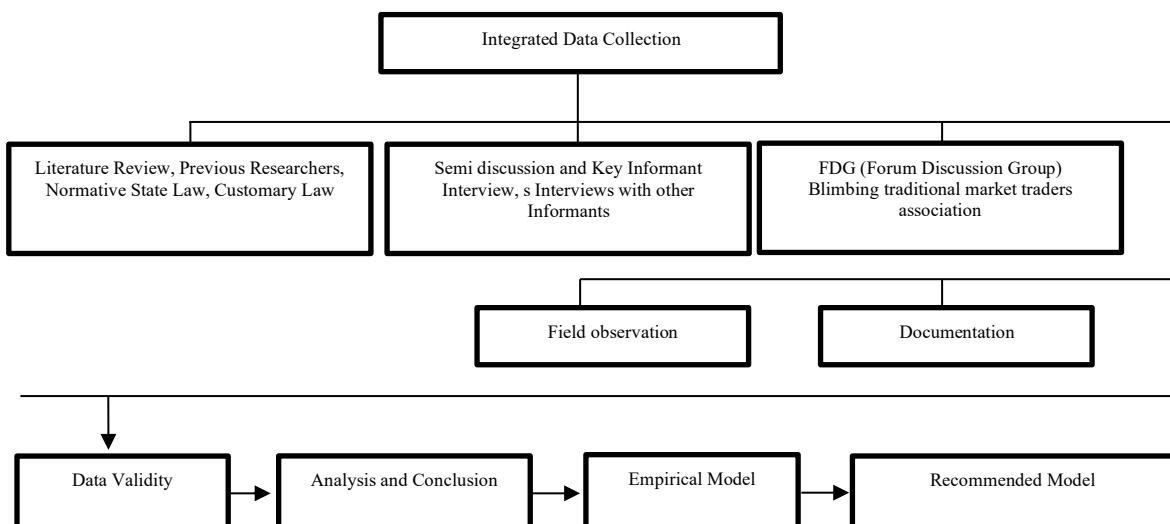 Integrated Data Collection
Literature Review, Previous Researchers,
Normative State Law, Customary Law
Semi discussion and Key Informant
Interview, s Interviews with other
Informants
FDG (Forum Discussion Group)
Blimbing traditional market traders
association
Field observation
Documentation
Data Validity
Analysis and Conclusion
Empirical Model
Recommended Model